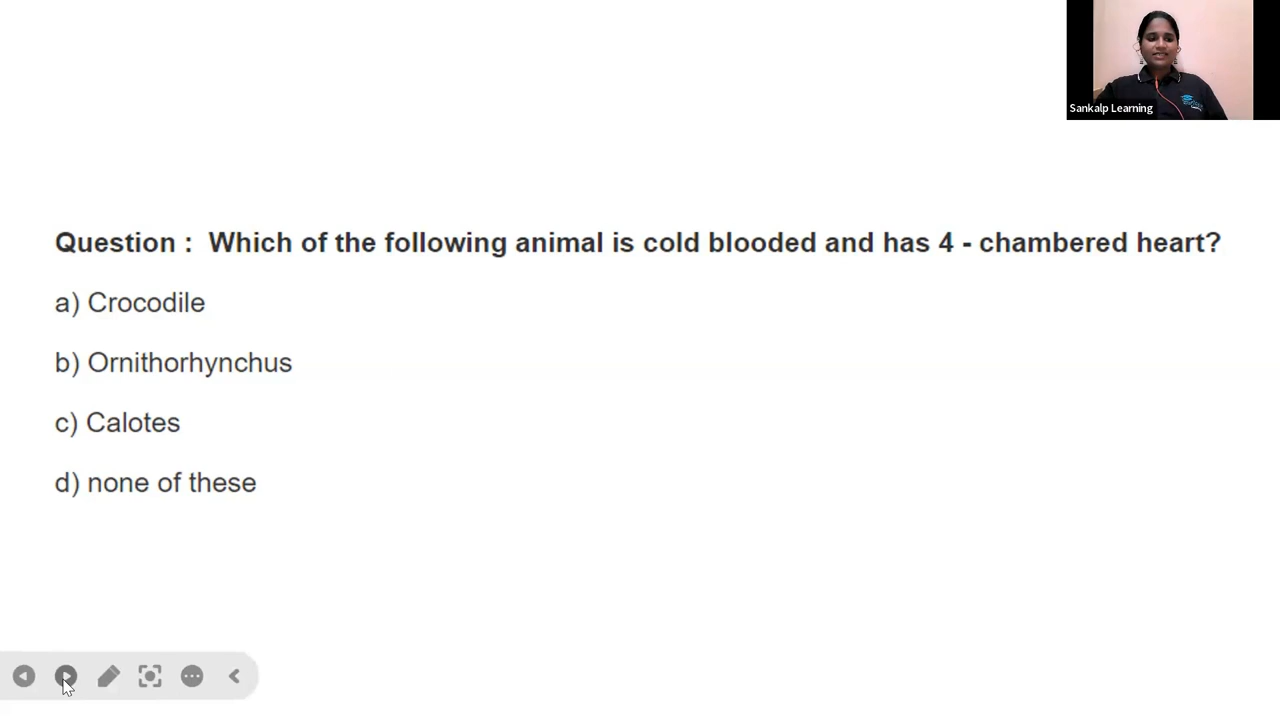 Sankalp Learning
Question :  Which of the following animal is cold blooded and has 4 - chambered heart?
a) Crocodile
b) Ornithorhynchus
c) Calotes
d) none of these